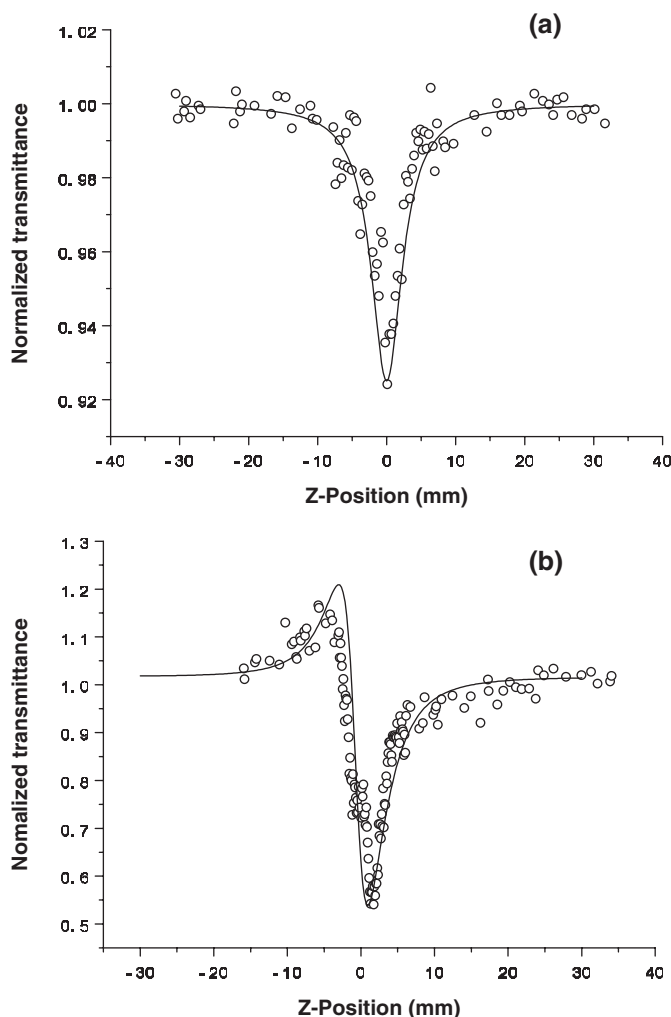 (a)
1.02
1.00
0.98
0.96
0.94
0.92
Normalized transmittance
-40 -30 -20 -10 0 10 20 30 40
Z-Position (mm)
(b)
1.3
1.2
1.1
1.0
0.9
0.8
0.7
0.6
0.5
Nomalized transmittance
-30 -20 -10 0 10 20 30 40
Z-Position (mm)